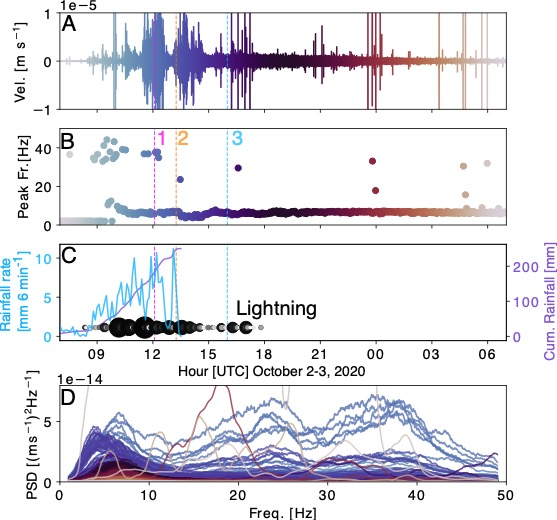 1e−5
A
Vel. [m s⁻¹]
1
0
−1
B
Peak Fr.[Hz]
40
20
0
1
2
3
C
Rainfall rate
[mm 6 min⁻¹]
10
5
0
Lightning
200
100
0
Cum. Rainfall [mm]
09 12 15 18 21 00 03 06
Hour [UTC] October 2-3, 2020
1e−14
D
PSD [(ms⁻¹)²Hz⁻¹]
5
0
0 10 20 30 40 50
Freq. [Hz]